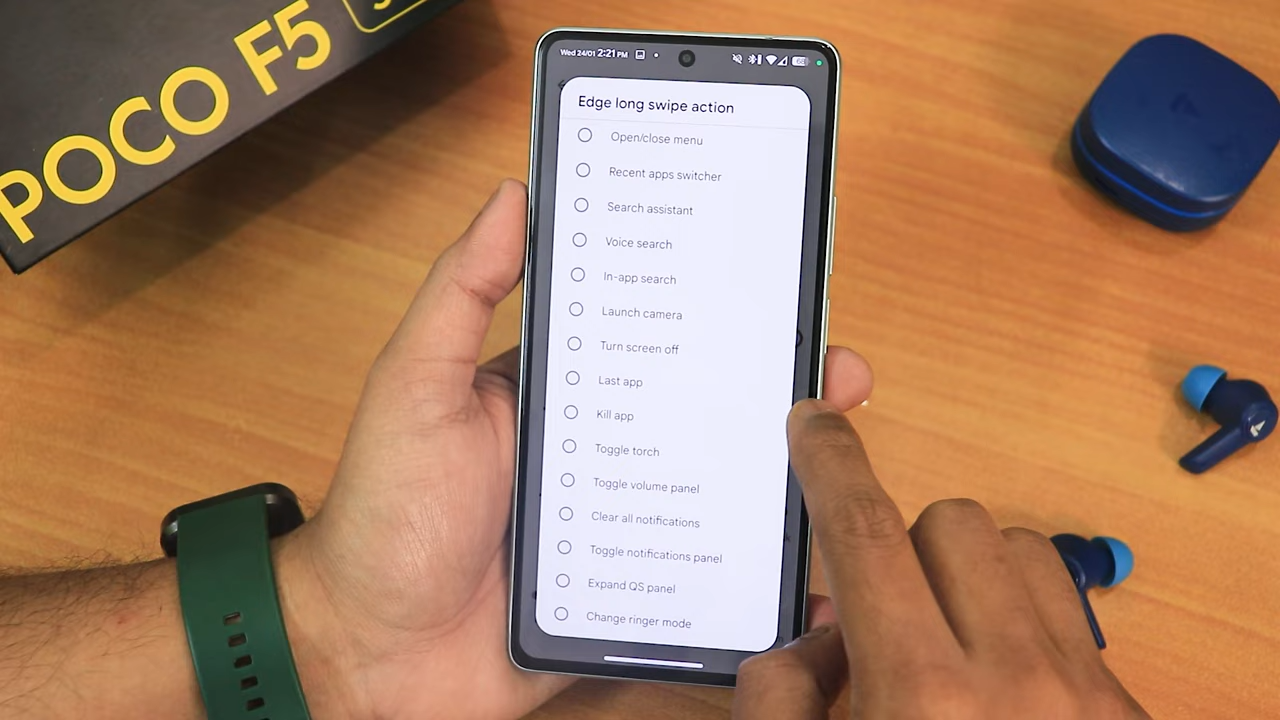 POCO F5
Wed 24/01 2:21 PM
Edge long swipe action
Open/close menu
Recent apps switcher
Search assistant
Voice search
In-app search
Launch camera
Turn screen off
Last app
Kill app
Toggle torch
Toggle volume panel
Clear all notifications
Toggle notifications panel
Expand QS panel
Change ringer mode